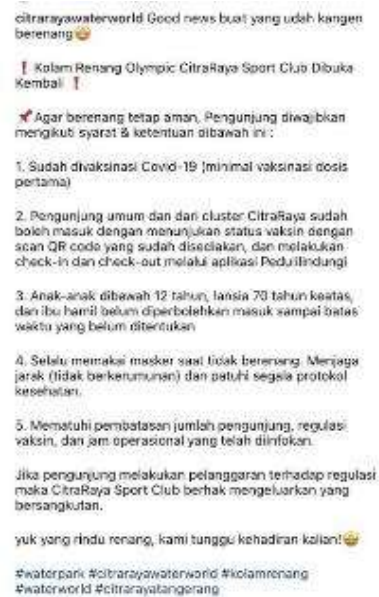 citrarayawaterworld Good news buat yang udah kangen
berenang😄
❗ Kolam Renang Olympic CitraRaya Sport Club Dibuka
Kembali ❗
📌Agar berenang tetap aman, Pengunjung diwajibkan
mengikuti syarat & ketentuan dibawah ini :
1. Sudah divaksinasi Covid-19 (minimal vaksinasi dosis
pertama)
2. Pengunjung umum dan dari cluster CitraRaya sudah
boleh masuk dengan menunjukan status vaksin dengan
scan QR code yang sudah disediakan, dan melakukan
check-in dan check-out melalui aplikasi Pedulilindungi
3. Anak-anak dibawah 12 tahun, lansia 70 tahun keatas,
dan ibu hamil belum diperbolehkan masuk sampai batas
waktu yang belum ditentukan
4. Selalu memakai masker saat tidak berenang. Menjaga
jarak (tidak berkerumunan) dan patuhi segala protokol
kesehatan.
5. Mematuhi pembatasan jumlah pengunjung, regulasi
vaksin, dan jam operasional yang telah diinfokan.
Jika pengunjung melakukan pelanggaran terhadap regulasi
maka CitraRaya Sport Club berhak mengeluarkan yang
bersangkutan.
yuk yang rindu renang, kami tunggu kehadiran kalian!🤩
#waterpark #citrarayawaterworld #kolamrenang
#waterworld #citrarayatangerang